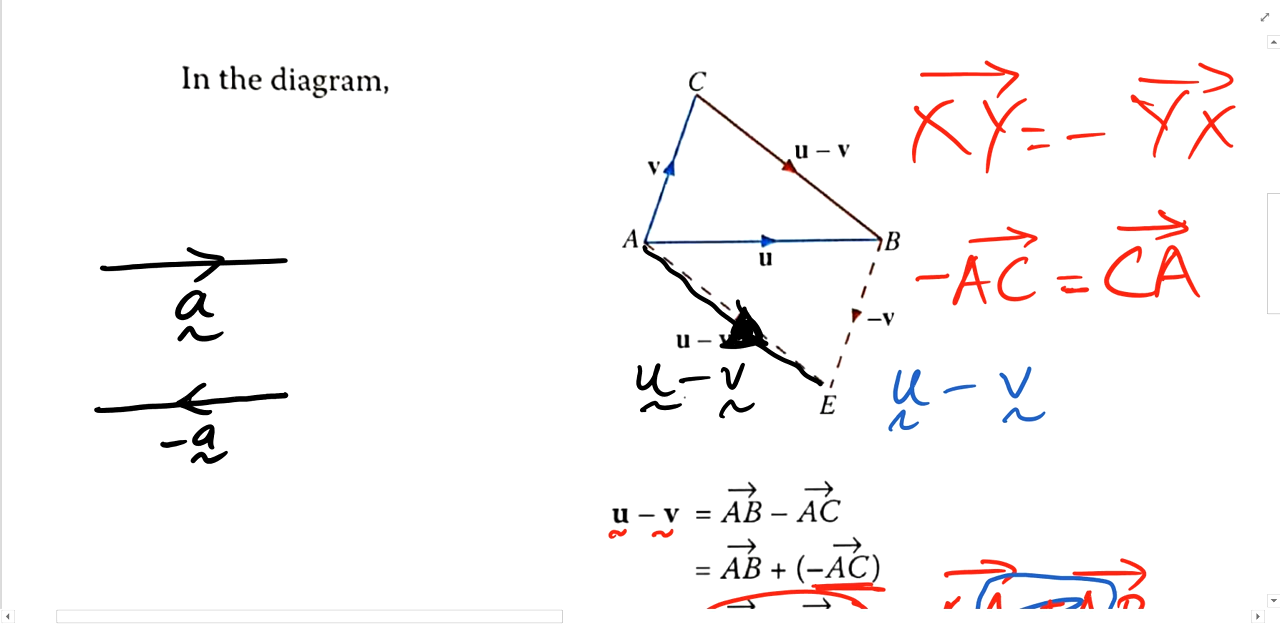 In the diagram,
C
v
u – v
A
B
u
–v
u –
E
a
-a
u - v
XY = - YX
-AC = CA
u - v
u – v = AB – AC
= AB + (–AC)